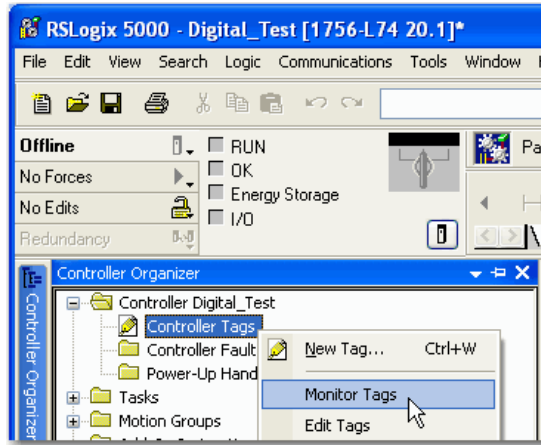 RSLogix 5000 - Digital_Test [1756-L74 20.1]*
File Edit View Search Logic Communications Tools Window
Offline
RUN
Pa
No Forces
OK
Energy Storage
No Edits
I/O
Redundancy
Controller Organizer
Controller Organizer
Controller Digital_Test
Controller Tags
Controller Fault
New Tag... Ctrl+W
Power-Up Hand
Tasks
Monitor Tags
Motion Groups
Edit Tags